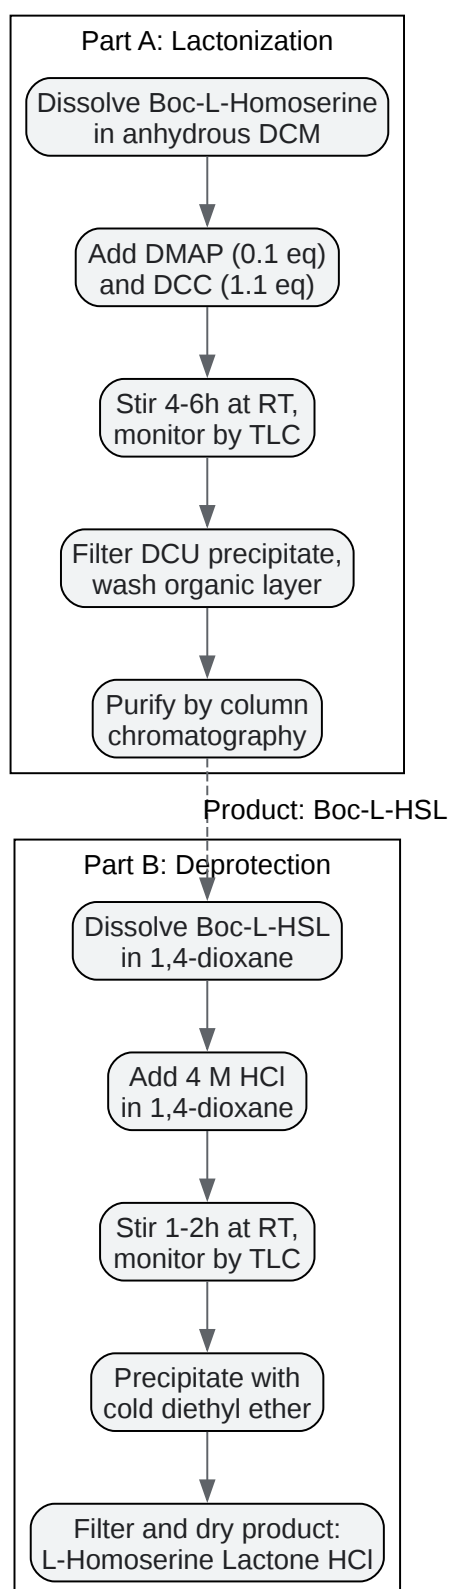 Part A: Lactonization
Dissolve Boc-L-Homoserine
in anhydrous DCM
Add DMAP (0.1 eq)
and DCC (1.1 eq)
Stir 4-6h at RT,
monitor by TLC
Filter DCU precipitate,
wash organic layer
Purify by column
chromatography
Product: Boc-L-HSL
Part B: Deprotection
Dissolve Boc-L-HSL
in 1,4-dioxane
Add 4 M HCl
in 1,4-dioxane
Stir 1-2h at RT,
monitor by TLC
Precipitate with
cold diethyl ether
Filter and dry product:
L-Homoserine Lactone HCl